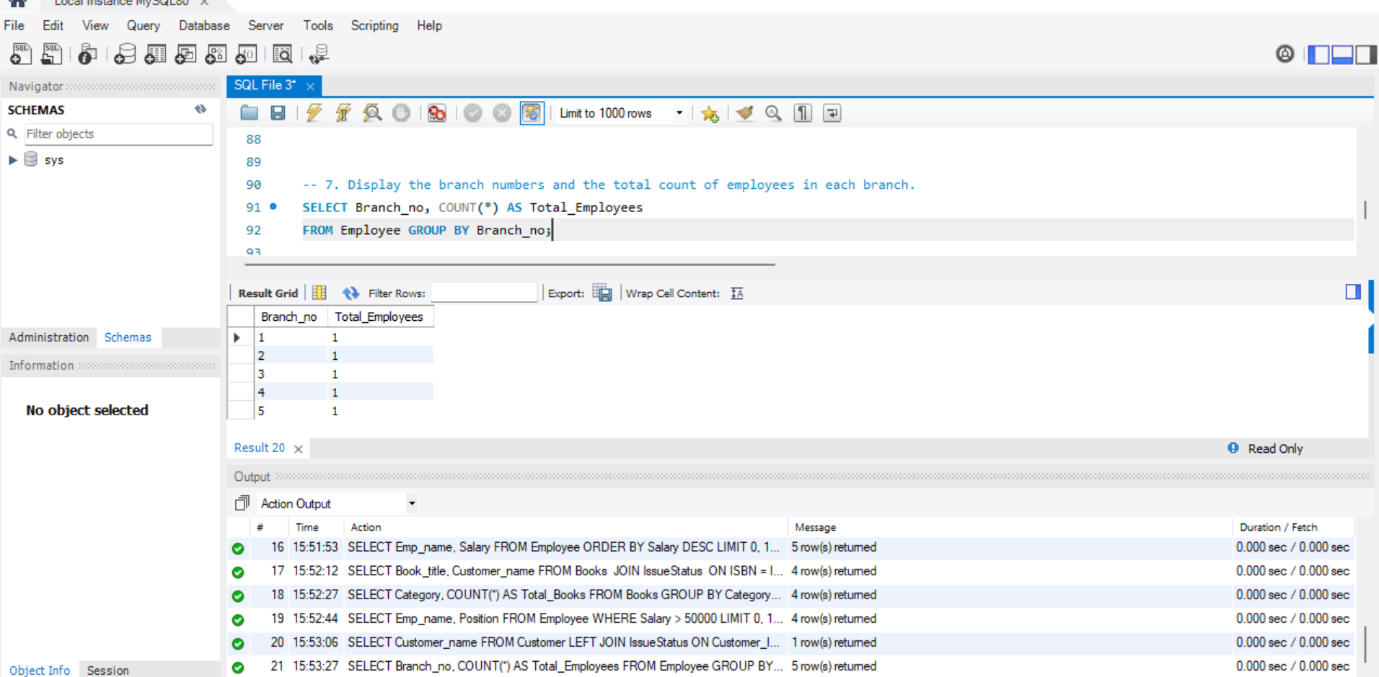 Local instance MySQL80 ×
File Edit View Query Database Server Tools Scripting Help
Navigator
SCHEMAS
Filter objects
sys
Administration Schemas
Information
No object selected
Object Info Session
SQL File 3* ×
Limit to 1000 rows
88
89
90 -- 7. Display the branch numbers and the total count of employees in each branch.
91 SELECT Branch_no, COUNT(*) AS Total_Employees
92 FROM Employee GROUP BY Branch_no;
93
Result Grid Filter Rows: Export: Wrap Cell Content:
Branch_no Total_Employees
1 1
2 1
3 1
4 1
5 1
Result 20 × Read Only
Output
Action Output
# Time Action Message Duration / Fetch
16 15:51:53 SELECT Emp_name, Salary FROM Employee ORDER BY Salary DESC LIMIT 0, 1... 5 row(s) returned 0.000 sec / 0.000 sec
17 15:52:12 SELECT Book_title, Customer_name FROM Books JOIN IssueStatus ON ISBN = I... 4 row(s) returned 0.000 sec / 0.000 sec
18 15:52:27 SELECT Category, COUNT(*) AS Total_Books FROM Books GROUP BY Category... 4 row(s) returned 0.000 sec / 0.000 sec
19 15:52:44 SELECT Emp_name, Position FROM Employee WHERE Salary > 50000 LIMIT 0, 1... 4 row(s) returned 0.000 sec / 0.000 sec
20 15:53:06 SELECT Customer_name FROM Customer LEFT JOIN IssueStatus ON Customer_I... 1 row(s) returned 0.000 sec / 0.000 sec
21 15:53:27 SELECT Branch_no, COUNT(*) AS Total_Employees FROM Employee GROUP BY... 5 row(s) returned 0.000 sec / 0.000 sec